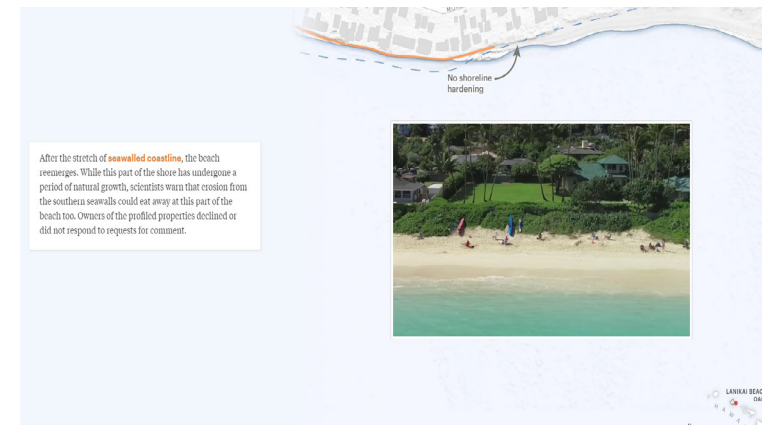 No shoreline
hardening
After the stretch of seawalled coastline, the beach
reemerges. While this part of the shore has undergone a
period of natural growth, scientists warn that erosion from
the southern seawalls could eat away at this part of the
beach too. Owners of the profiled properties declined or
did not respond to requests for comment.
LANIKAI BEAC